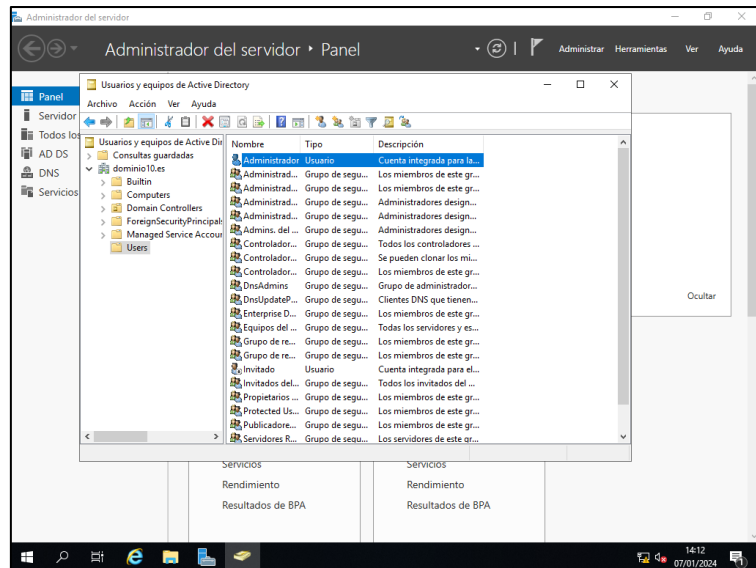 Administrador del servidor
Administrador del servidor ‣ Panel
Administrar Herramientas Ver Ayuda
Panel
Servidor
Todos los
AD DS
DNS
Servicios
Usuarios y equipos de Active Directory
Archivo Acción Ver Ayuda
Usuarios y equipos de Active Dir
Consultas guardadas
dominio10.es
Builtin
Computers
Domain Controllers
ForeignSecurityPrincipals
Managed Service Accour
Users
Nombre Tipo Descripción
Administrador Usuario Cuenta integrada para la...
Administrad... Grupo de segu... Los miembros de este gr...
Administrad... Grupo de segu... Los miembros de este gr...
Administrad... Grupo de segu... Administradores design...
Administrad... Grupo de segu... Administradores design...
Admins. del ... Grupo de segu... Administradores design...
Controlador... Grupo de segu... Todos los controladores ...
Controlador... Grupo de segu... Se pueden clonar los mi...
Controlador... Grupo de segu... Los miembros de este gr...
DnsAdmins Grupo de segu... Grupo de administrador...
DnsUpdateP... Grupo de segu... Clientes DNS que tienen...
Enterprise D... Grupo de segu... Los miembros de este gr...
Equipos del ... Grupo de segu... Todas los servidores y es...
Grupo de re... Grupo de segu... Los miembros de este gr...
Grupo de re... Grupo de segu... Los miembros de este gr...
Invitado Usuario Cuenta integrada para el...
Invitados del... Grupo de segu... Todos los invitados del ...
Propietarios ... Grupo de segu... Los miembros de este gr...
Protected Us... Grupo de segu... Los miembros de este gr...
Publicadore... Grupo de segu... Los miembros de este gr...
Servidores R... Grupo de segu... Los servidores de este gr...
Ocultar
Servicios Servicios
Rendimiento Rendimiento
Resultados de BPA Resultados de BPA
14:12
07/01/2024